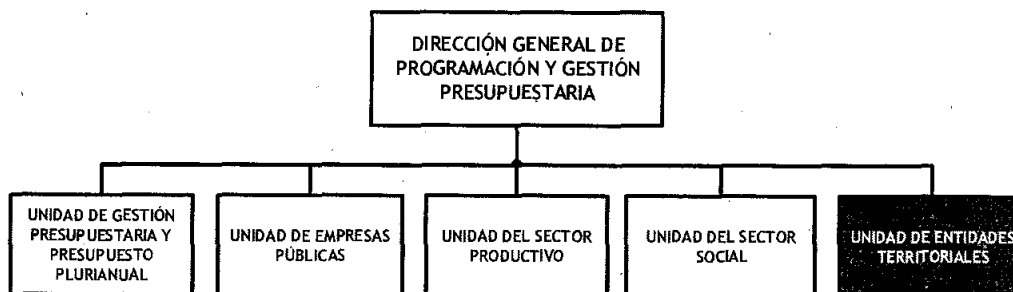 DIRECCIÓN GENERAL DE
PROGRAMACIÓN Y GESTIÓN
PRESUPUESTARIA
UNIDAD DE GESTIÓN
PRESUPUESTARIA Y
PRESUPUESTO
PLURIANUAL
UNIDAD DE EMPRESAS
PÚBLICAS
UNIDAD DEL SECTOR
PRODUCTIVO
UNIDAD DEL SECTOR
SOCIAL
UNIDAD DE ENTIDADES
TERRITORIALES